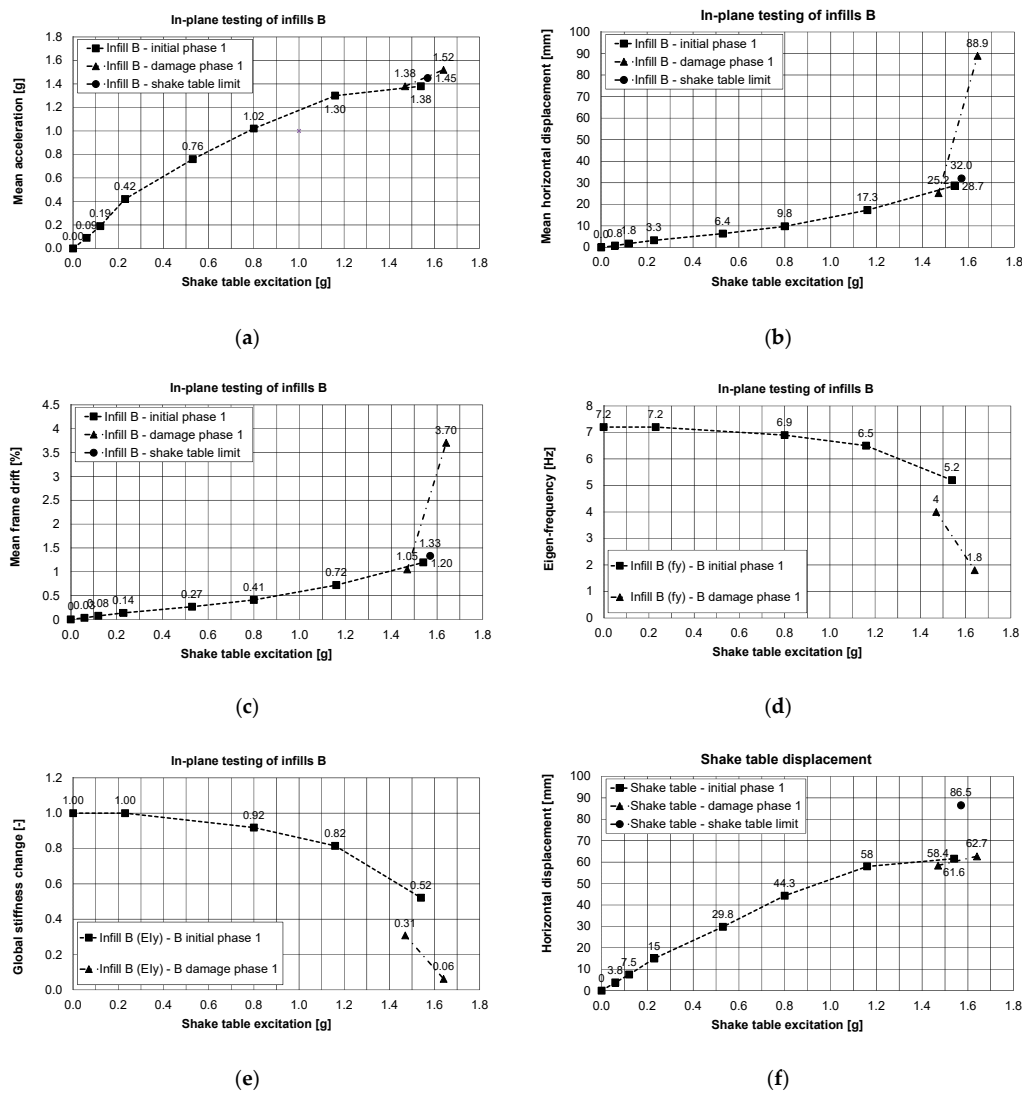 In-plane testing of infills B
Mean acceleration [g]
1.8
1.6
1.4
1.2
1.0
0.8
0.6
0.4
0.2
0.0
Infill B - initial phase 1
Infill B - damage phase 1
Infill B - shake table limit
0.00
0.09
0.19
0.42
0.76
1.02
1.30
1.38
1.38
1.45
1.52
0.0 0.2 0.4 0.6 0.8 1.0 1.2 1.4 1.6 1.8
Shake table excitation [g]
(a)
In-plane testing of infills B
Mean horizontal displacement [mm]
100
90
80
70
60
50
40
30
20
10
0
Infill B - initial phase 1
Infill B - damage phase 1
Infill B - shake table limit
0.0
0.8
1.8
3.3
6.4
9.8
17.3
25.2
28.7
32.0
88.9
0.0 0.2 0.4 0.6 0.8 1.0 1.2 1.4 1.6 1.8
Shake table excitation [g]
(b)
In-plane testing of infills B
Mean frame drift [%]
4.5
4
3.5
3
2.5
2
1.5
1
0.5
0
Infill B - initial phase 1
Infill B - damage phase 1
Infill B - shake table limit
0
0.03
0.08
0.14
0.27
0.41
0.72
1.05
1.20
1.33
3.70
0.0 0.2 0.4 0.6 0.8 1.0 1.2 1.4 1.6 1.8
Shake table excitation [g]
(c)
In-plane testing of infills B
Eigen-frequency [Hz]
8
7
6
5
4
3
2
1
0
7.2
7.2
6.9
6.5
5.2
4
1.8
Infill B (fy) - B initial phase 1
Infill B (fy) - B damage phase 1
0.0 0.2 0.4 0.6 0.8 1.0 1.2 1.4 1.6 1.8
Shake table excitation [g]
(d)
In-plane testing of infills B
Global stiffness change [-]
1.2
1.0
0.8
0.6
0.4
0.2
0.0
1.00
1.00
0.92
0.82
0.52
0.31
0.06
Infill B (EIy) - B initial phase 1
Infill B (EIy) - B damage phase 1
0.0 0.2 0.4 0.6 0.8 1.0 1.2 1.4 1.6 1.8
Shake table excitation [g]
(e)
Shake table displacement
Horizontal displacement [mm]
100
90
80
70
60
50
40
30
20
10
0
Shake table - initial phase 1
Shake table - damage phase 1
Shake table - shake table limit
0
3.8
7.5
15
29.8
44.3
58
58.4
61.6
62.7
86.5
0.0 0.2 0.4 0.6 0.8 1.0 1.2 1.4 1.6 1.8
Shake table excitation [g]
(f)